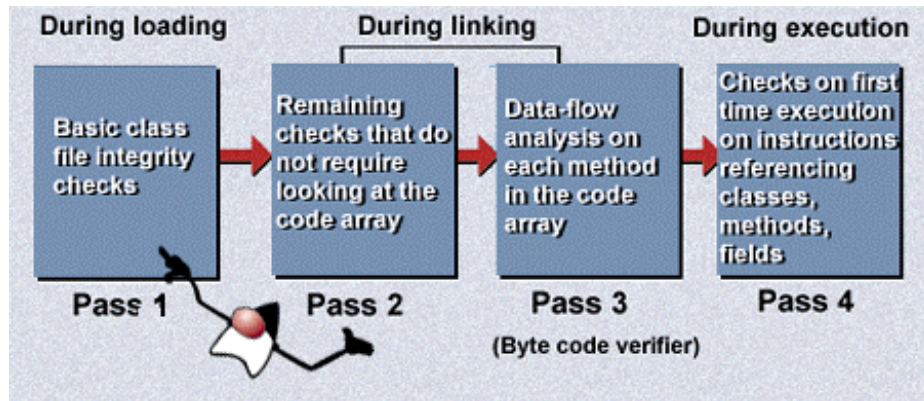 During loading
During linking
During execution
Basic class
file integrity
checks
Remaining
checks that do
not require
looking at the
code array
Data-flow
analysis on
each method
in the code
array
Checks on first
time execution
on instructions
referencing
classes,
methods,
fields
Pass 1
Pass 2
Pass 3
Pass 4
(Byte code verifier)